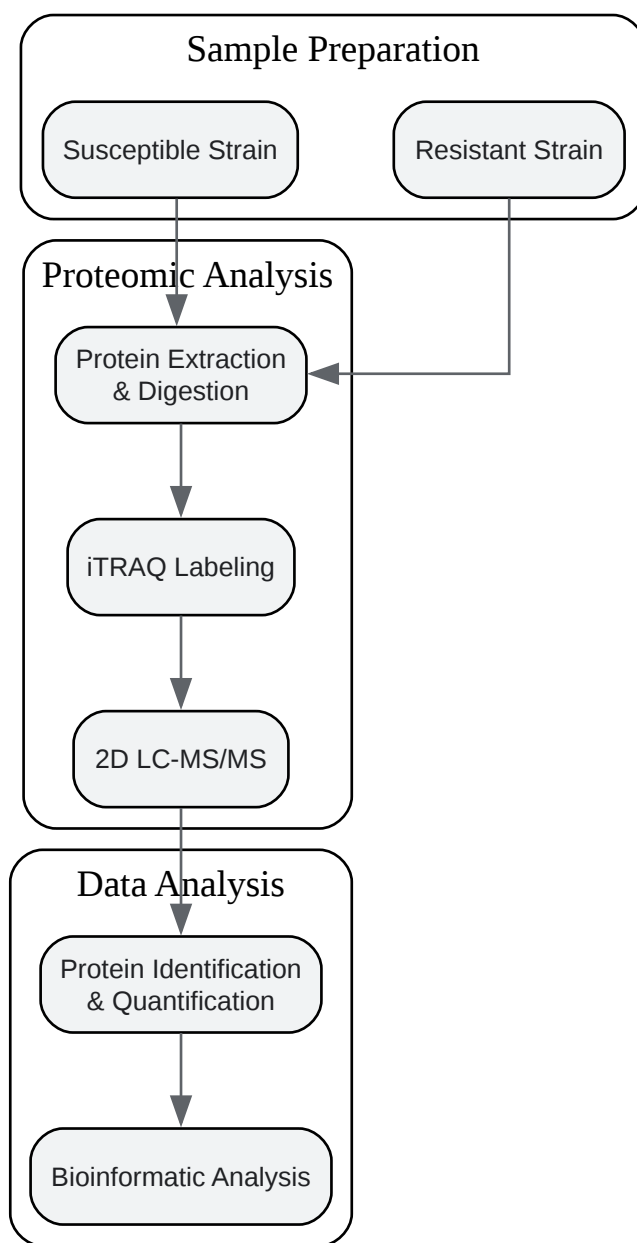 Sample Preparation
Susceptible Strain
Resistant Strain
Proteomic Analysis
Protein Extraction
& Digestion
iTRAQ Labeling
2D LC-MS/MS
Data Analysis
Protein Identification
& Quantification
Bioinformatic Analysis